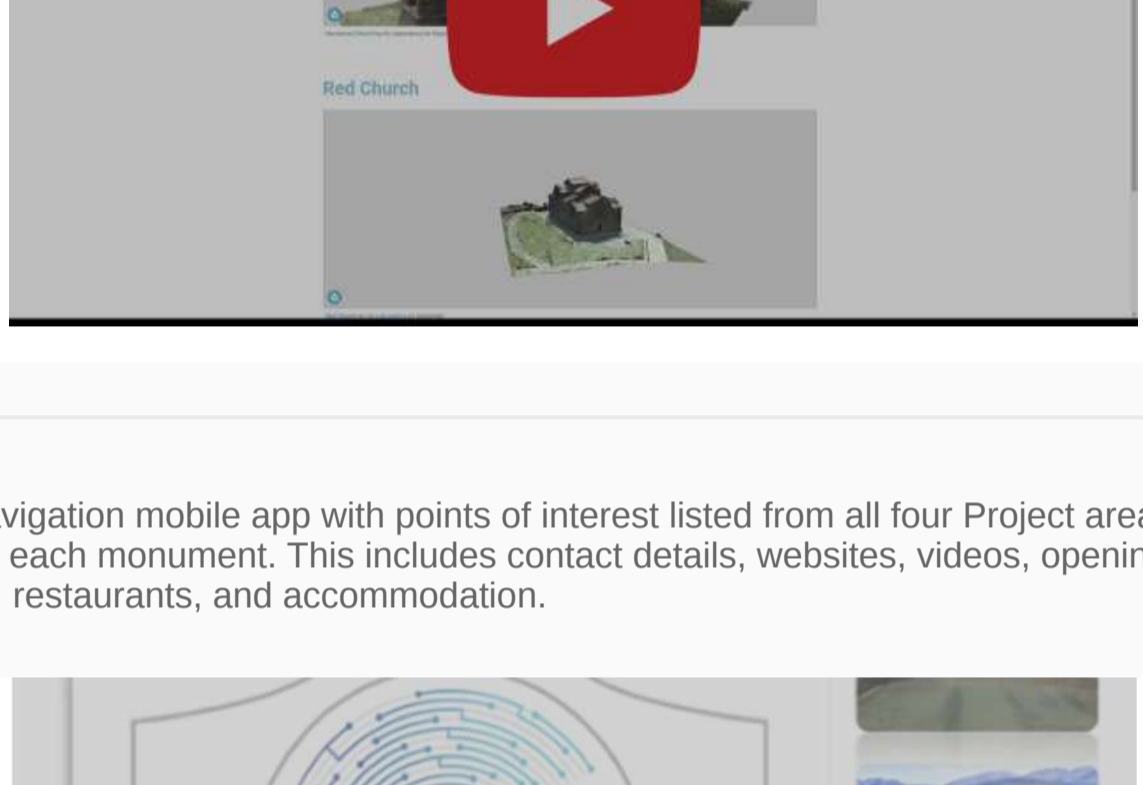 Red Church
vigation mobile app with points of interest listed from all four Project area
each monument. This includes contact details, websites, videos, openin
restaurants, and accommodation.